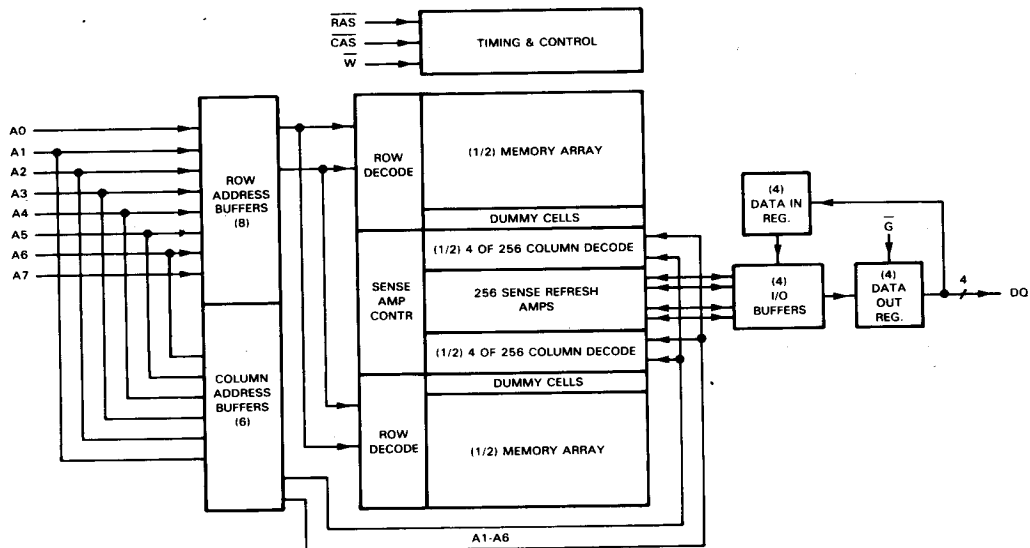 R̅A̅S̅
C̅A̅S̅
W̅
TIMING & CONTROL
A0
A1
A2
A3
A4
A5
A6
A7
ROW
ADDRESS
BUFFERS
(8)
COLUMN
ADDRESS
BUFFERS
(6)
ROW
DECODE
(1/2) MEMORY ARRAY
DUMMY CELLS
SENSE
AMP
CONTR
(1/2) 4 OF 256 COLUMN DECODE
256 SENSE REFRESH
AMPS
(1/2) 4 OF 256 COLUMN DECODE
DUMMY CELLS
ROW
DECODE
(1/2) MEMORY ARRAY
A1-A6
(4)
DATA IN
REG.
G̅
(4)
I/O
BUFFERS
(4)
DATA
OUT
REG.
4
DQ